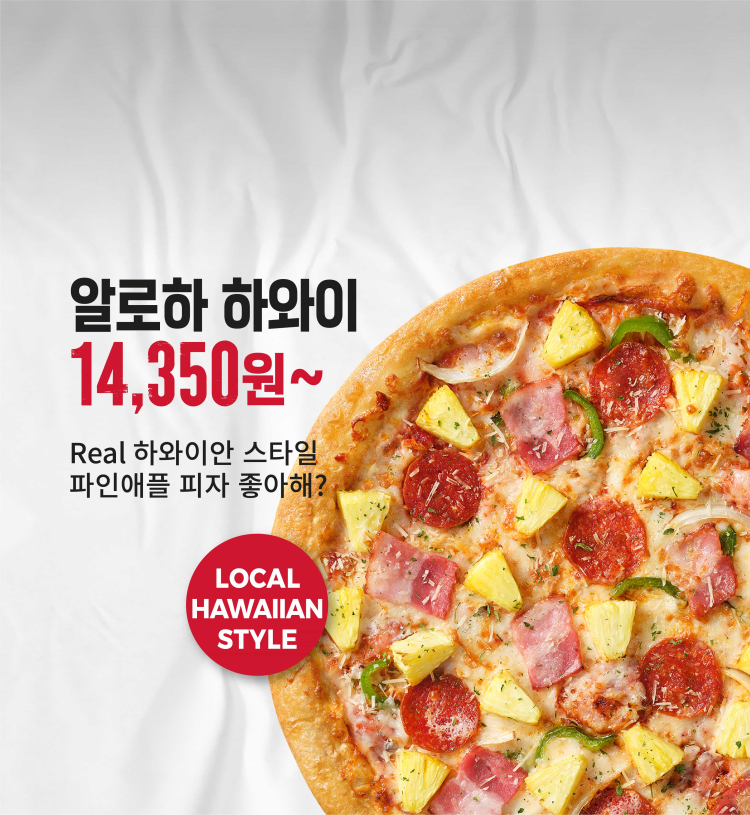 알로하 하와이
14,350원~
Real 하와이안 스타일
파인애플 피자 좋아해?
LOCAL
HAWAIIAN
STYLE